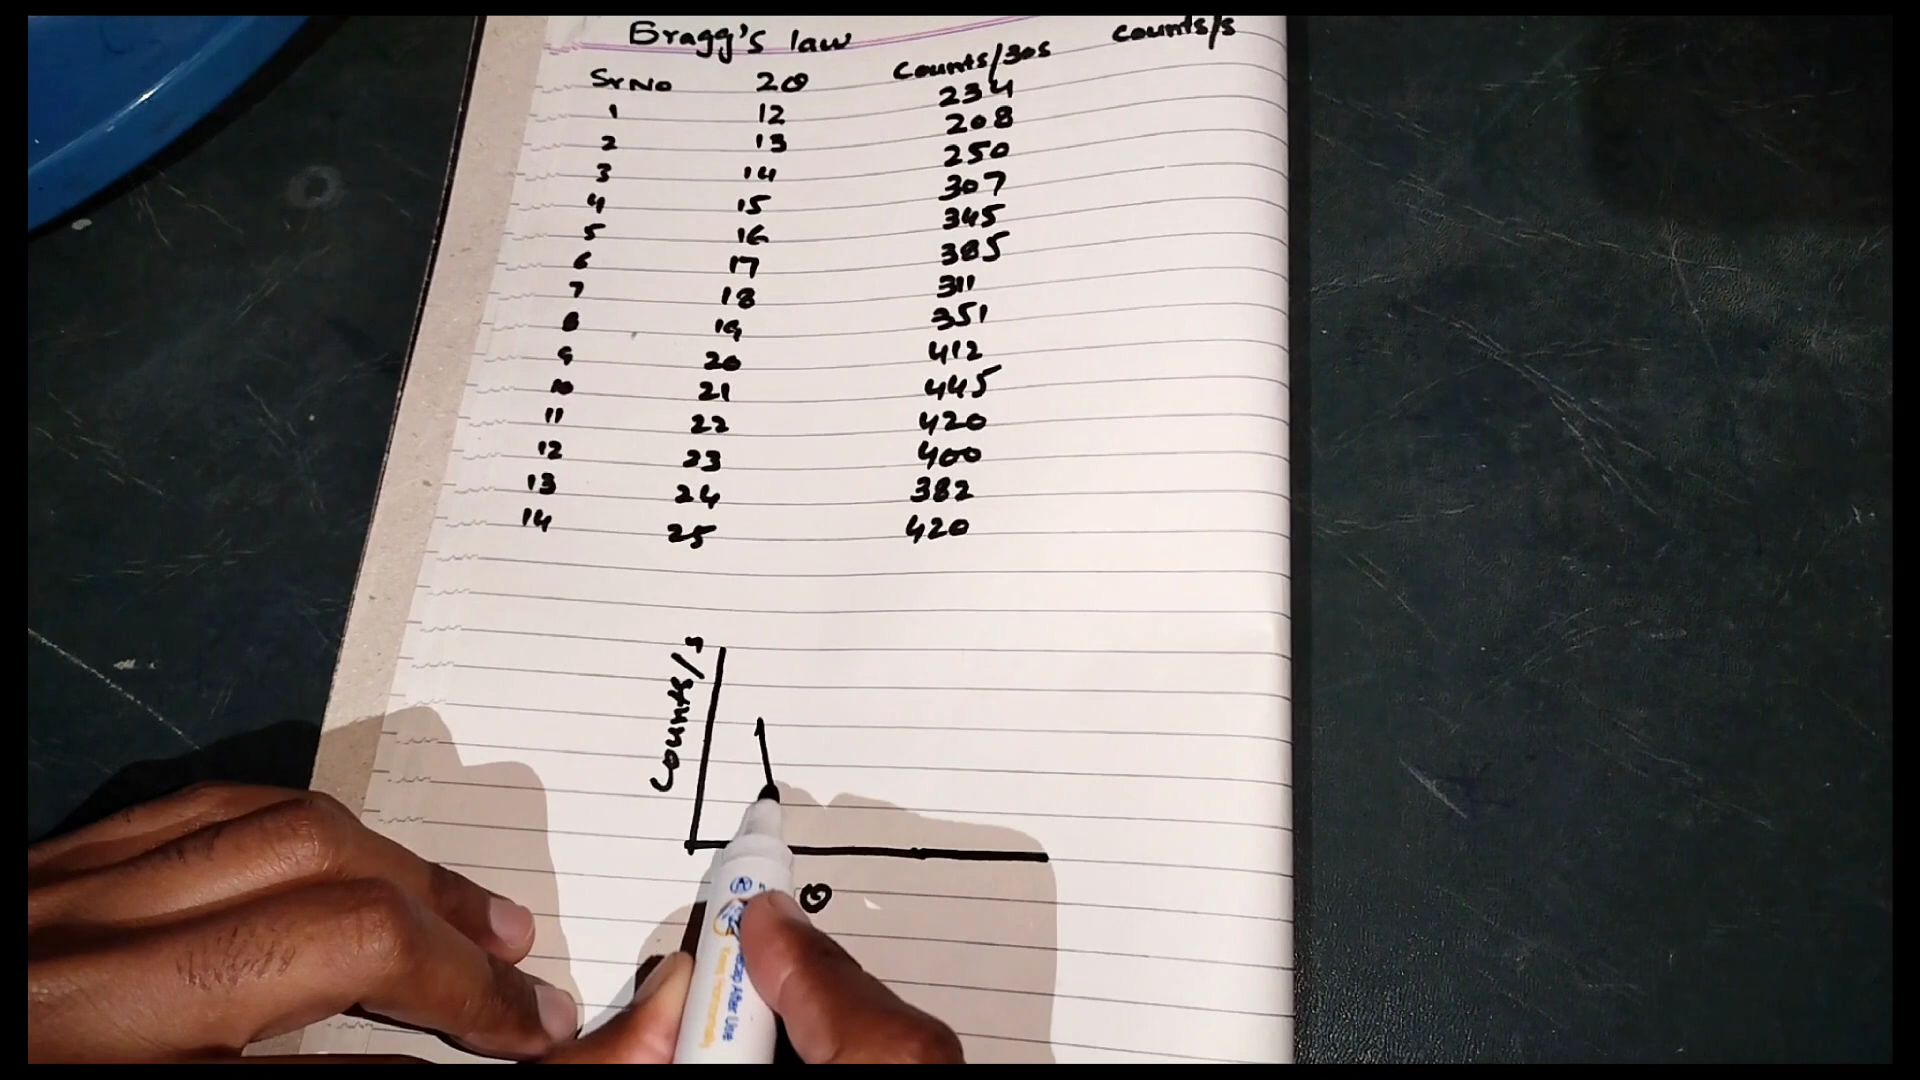 Bragg's law
Sr No 2θ Counts/30s Counts/s
1 12 234
2 13 208
3 14 250
4 15 307
5 16 345
6 17 385
7 18 311
8 19 351
9 20 412
10 21 445
11 22 420
12 23 400
13 24 382
14 25 420
Counts/s
θ